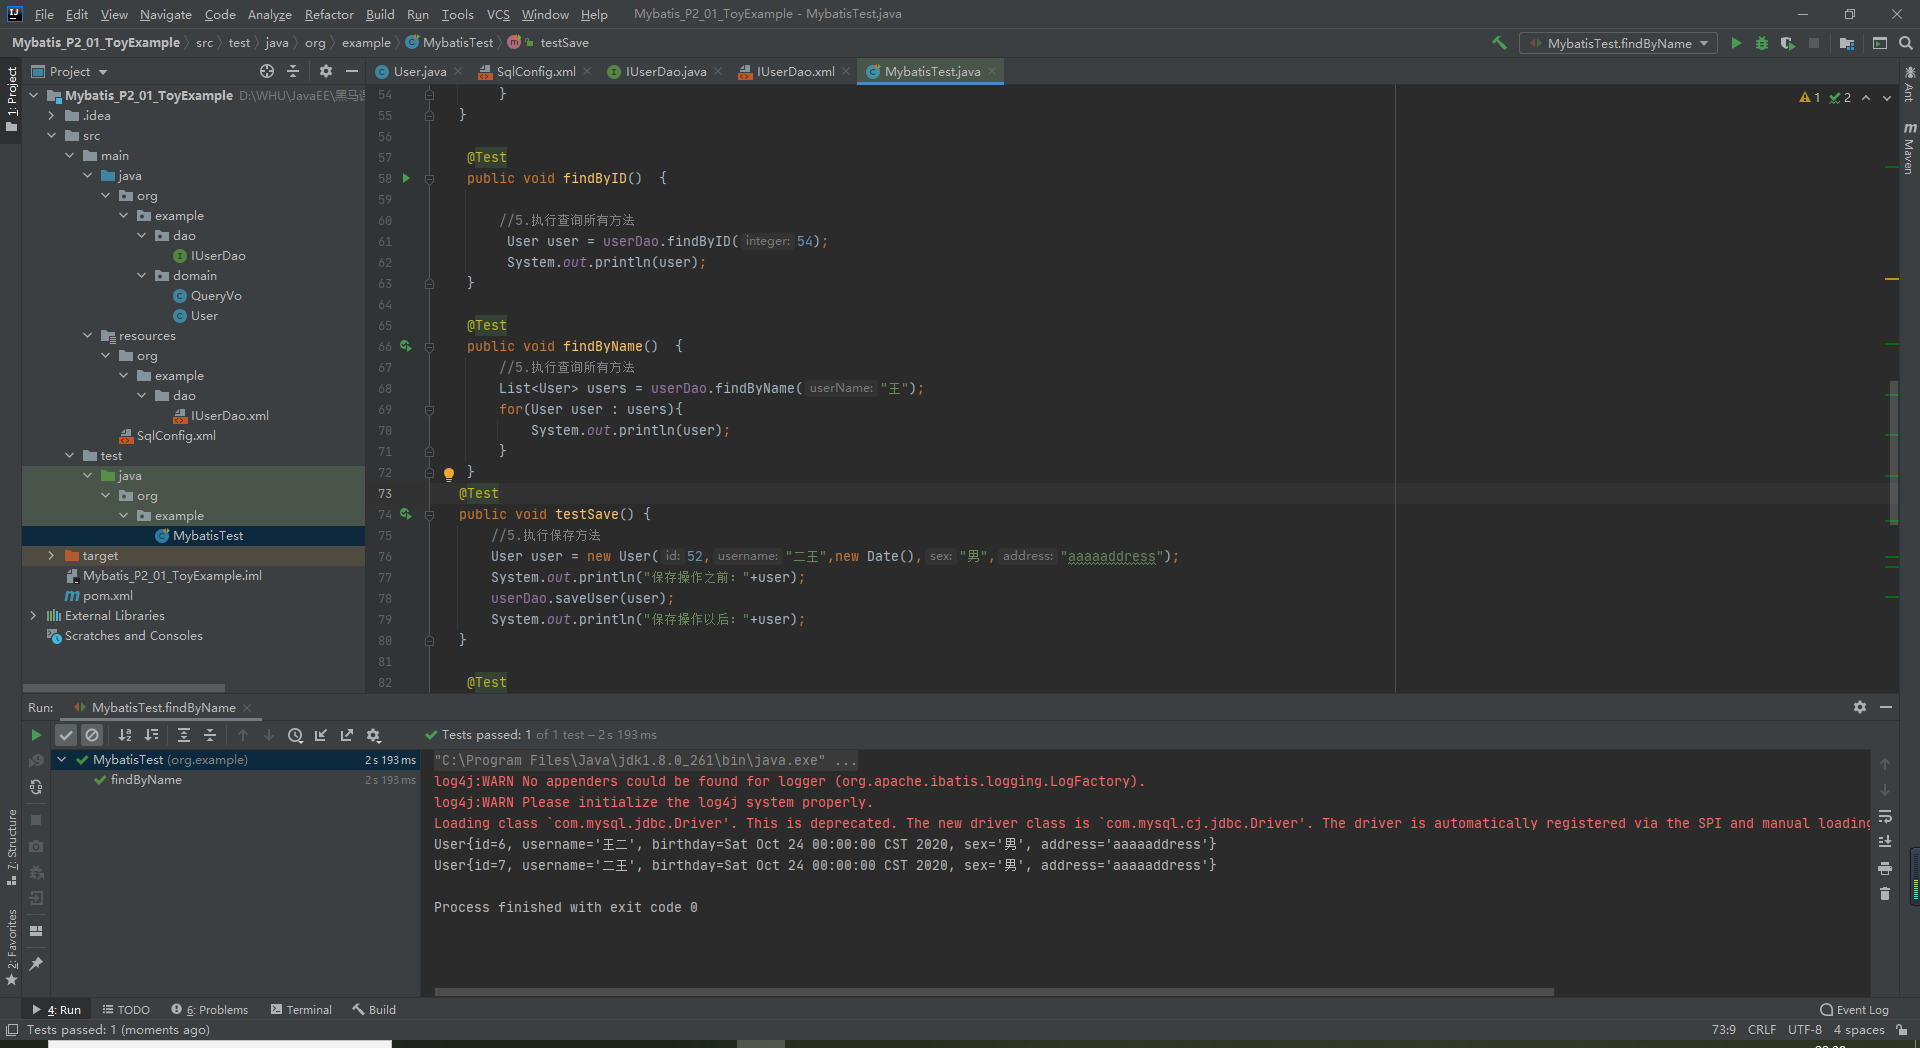 File Edit View Navigate Code Analyze Refactor Build Run Tools VCS Window Help Mybatis_P2_01_ToyExample - MybatisTest.java
Mybatis_P2_01_ToyExample src test java org example MybatisTest testSave MybatisTest.findByName
1: Project
Project
User.java SqlConfig.xml IUserDao.java IUserDao.xml MybatisTest.java
Mybatis_P2_01_ToyExample D:\WHU\JavaEE\黑马
.idea
src
main
java
org
example
dao
IUserDao
domain
QueryVo
User
resources
org
example
dao
IUserDao.xml
SqlConfig.xml
test
java
org
example
MybatisTest
target
Mybatis_P2_01_ToyExample.iml
pom.xml
External Libraries
Scratches and Consoles
1 2
54 }
55 }
56
57 @Test
58 public void findByID() {
59
60 //5.执行查询所有方法
61 User user = userDao.findByID( integer: 54);
62 System.out.println(user);
63 }
64
65 @Test
66 public void findByName() {
67 //5.执行查询所有方法
68 List<User> users = userDao.findByName( userName: "王");
69 for(User user : users){
70 System.out.println(user);
71 }
72 }
73 @Test
74 public void testSave() {
75 //5.执行保存方法
76 User user = new User( id: 52, username: "二王",new Date(), sex: "男", address: "aaaaaddress");
77 System.out.println("保存操作之前: "+user);
78 userDao.saveUser(user);
79 System.out.println("保存操作以后: "+user);
80 }
81
82 @Test
Ant
Maven
Run: MybatisTest.findByName
Tests passed: 1 of 1 test – 2 s 193 ms
MybatisTest (org.example) 2 s 193 ms
findByName 2 s 193 ms
"C:\Program Files\Java\jdk1.8.0_261\bin\java.exe" ...
log4j:WARN No appenders could be found for logger (org.apache.ibatis.logging.LogFactory).
log4j:WARN Please initialize the log4j system properly.
Loading class `com.mysql.jdbc.Driver'. This is deprecated. The new driver class is `com.mysql.cj.jdbc.Driver'. The driver is automatically registered via the SPI and manual loading
User{id=6, username='王二', birthday=Sat Oct 24 00:00:00 CST 2020, sex='男', address='aaaaaddress'}
User{id=7, username='二王', birthday=Sat Oct 24 00:00:00 CST 2020, sex='男', address='aaaaaddress'}
Process finished with exit code 0
7: Structure
2: Favorites
4: Run TODO 6: Problems Terminal Build Event Log
Tests passed: 1 (moments ago) 73:9 CRLF UTF-8 4 spaces